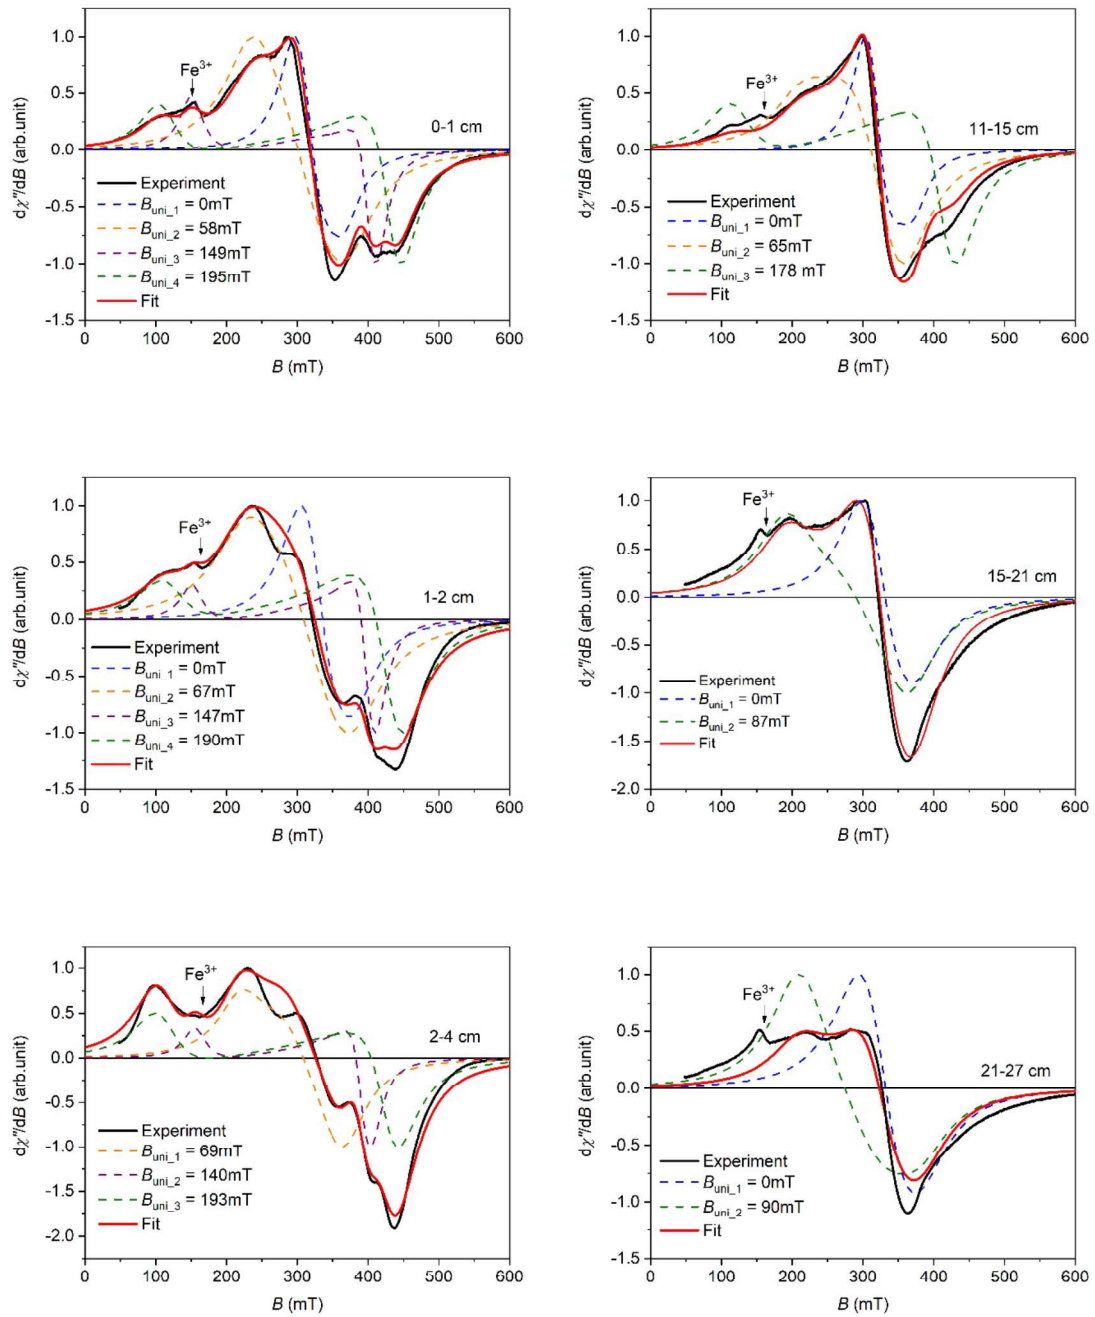 1.0
0.5
0.0
-0.5
-1.0
-1.5
dχ″/dB (arb.unit)
Fe3+
0-1 cm
Experiment
Buni_1 = 0mT
Buni_2 = 58mT
Buni_3 = 149mT
Buni_4 = 195mT
Fit
0 100 200 300 400 500 600
B (mT)
1.0
0.5
0.0
-0.5
-1.0
-1.5
dχ″/dB (arb.unit)
Fe3+
11-15 cm
Experiment
Buni_1 = 0mT
Buni_2 = 65mT
Buni_3 = 178 mT
Fit
0 100 200 300 400 500 600
B (mT)
1.0
0.5
0.0
-0.5
-1.0
-1.5
dχ″/dB (arb.unit)
Fe3+
1-2 cm
Experiment
Buni_1 = 0mT
Buni_2 = 67mT
Buni_3 = 147mT
Buni_4 = 190mT
Fit
0 100 200 300 400 500 600
B (mT)
1.0
0.5
0.0
-0.5
-1.0
-1.5
-2.0
dχ″/dB (arb.unit)
Fe3+
15-21 cm
Experiment
Buni_1 = 0mT
Buni_2 = 87mT
Fit
0 100 200 300 400 500 600
B (mT)
1.0
0.5
0.0
-0.5
-1.0
-1.5
-2.0
dχ″/dB (arb.unit)
Fe3+
2-4 cm
Experiment
Buni_1 = 69mT
Buni_2 = 140mT
Buni_3 = 193mT
Fit
0 100 200 300 400 500 600
B (mT)
1.0
0.5
0.0
-0.5
-1.0
-1.5
dχ″/dB (arb.unit)
Fe3+
21-27 cm
Experiment
Buni_1 = 0mT
Buni_2 = 90mT
Fit
0 100 200 300 400 500 600
B (mT)